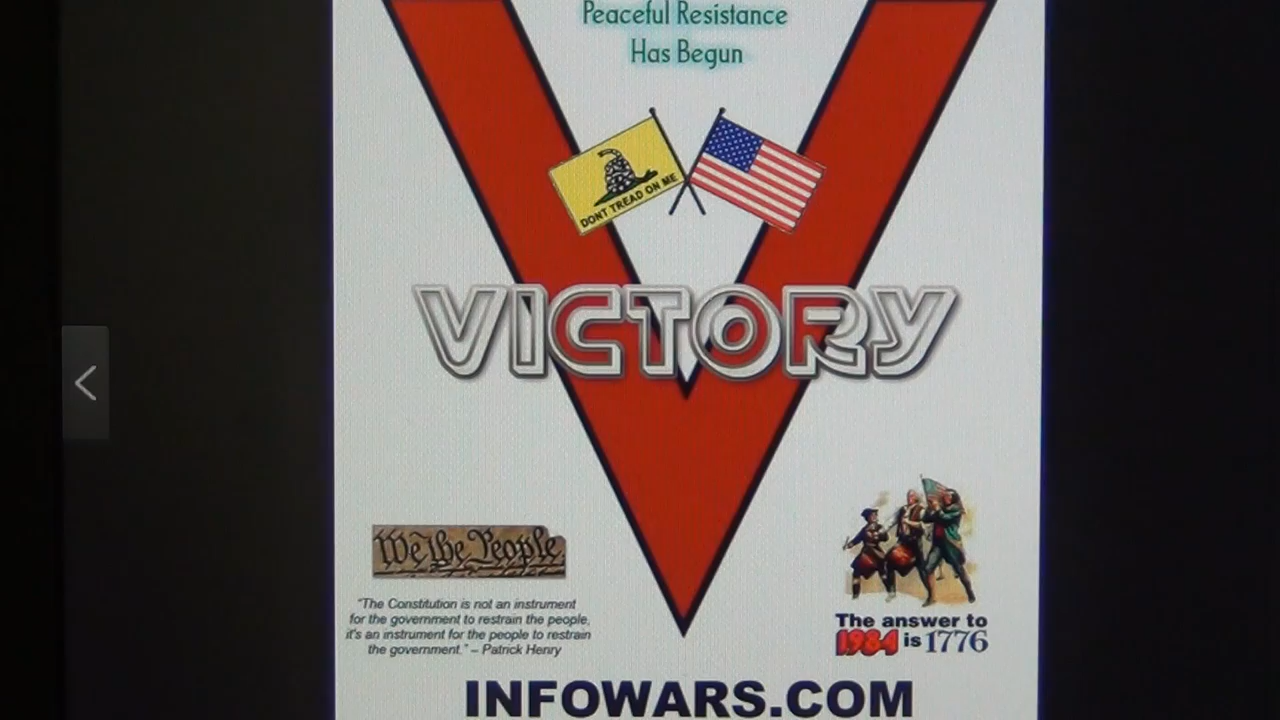 Peaceful Resistance
Has Begun
DONT TREAD ON ME
VICTORY
We the People
"The Constitution is not an instrument
for the government to restrain the people,
it's an instrument for the people to restrain
the government." – Patrick Henry
The answer to
1984 is 1776
INFOWARS.COM